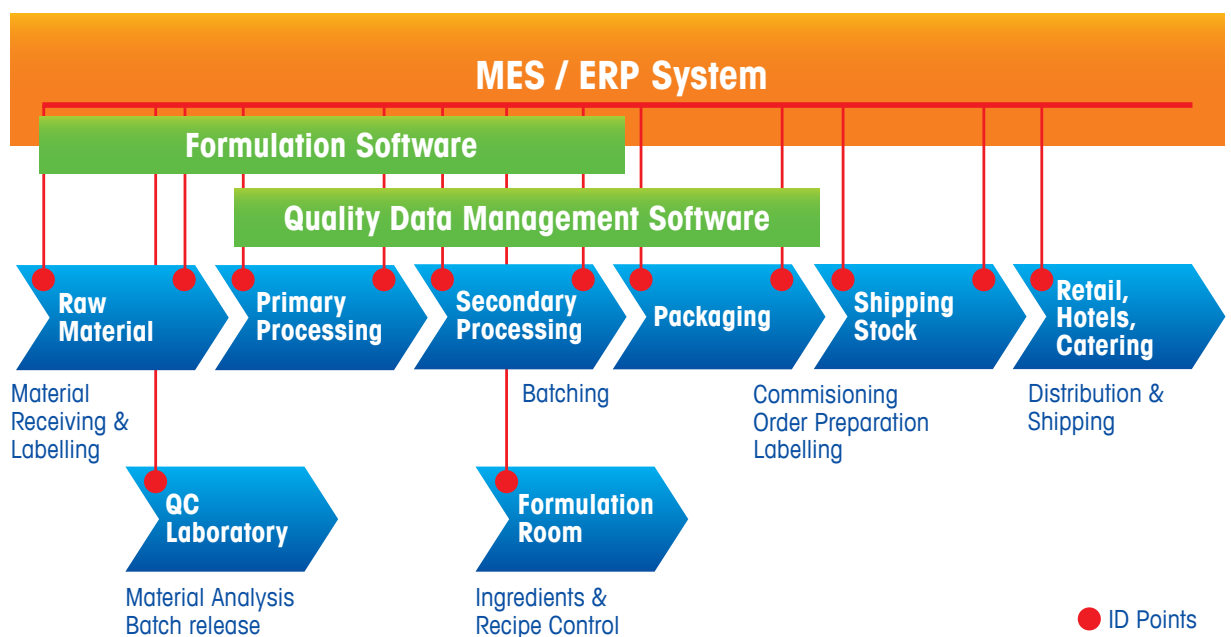 MES / ERP System
Formulation Software
Quality Data Management Software
Raw
Material
Primary
Processing
Secondary
Processing
Packaging
Shipping
Stock
Retail,
Hotels,
Catering
Material
Receiving &
Labelling
Batching
Commisioning
Order Preparation
Labelling
Distribution &
Shipping
QC
Laboratory
Formulation
Room
Material Analysis
Batch release
Ingredients &
Recipe Control
ID Points